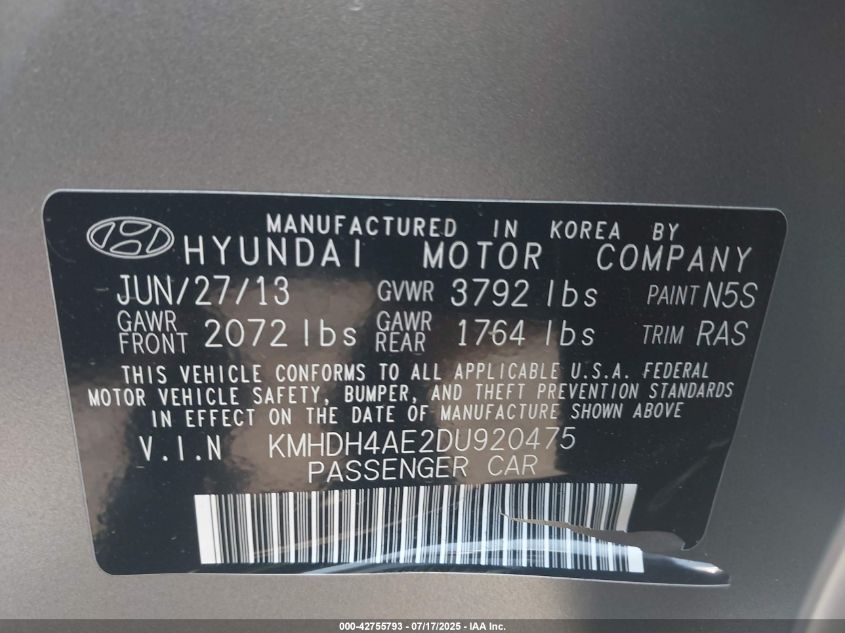 MANUFACTURED IN KOREA BY
HYUNDAI MOTOR COMPANY
JUN/27/13 GVWR 3792 lbs PAINT N5S
GAWR FRONT 2072 lbs GAWR REAR 1764 lbs TRIM RAS
THIS VEHICLE CONFORMS TO ALL APPLICABLE U.S.A. FEDERAL
MOTOR VEHICLE SAFETY, BUMPER, AND THEFT PREVENTION STANDARDS
IN EFFECT ON THE DATE OF MANUFACTURE SHOWN ABOVE
V.I.N KMHDH4AE2DU920475
PASSENGER CAR
000-42755793 - 07/17/2025 - IAA Inc.